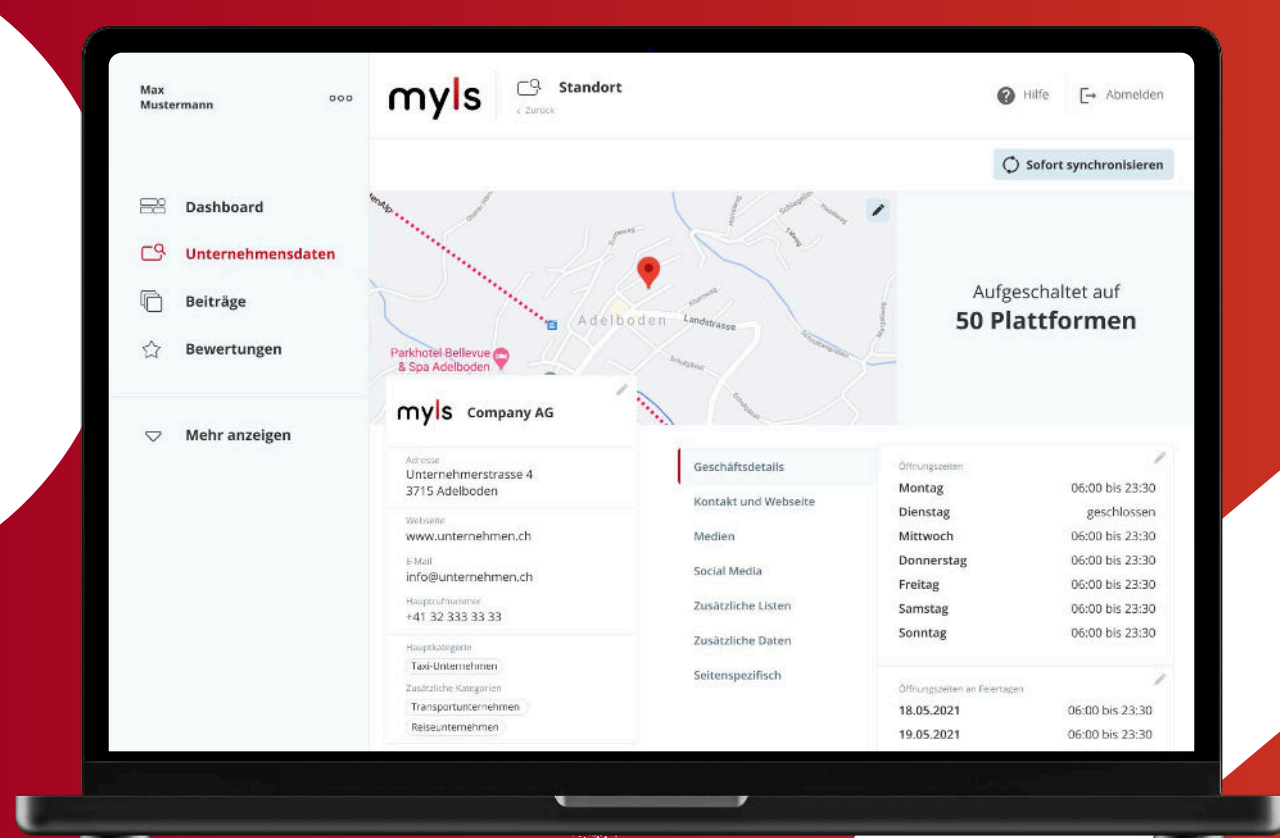 Max
Mustermann
ooo
myls
Standort
‹ Zurück
Hilfe
Abmelden
Sofort synchronisieren
Dashboard
Unternehmensdaten
Beiträge
Bewertungen
Mehr anzeigen
Adelboden
Landstrasse
Parkhotel Bellevue
& Spa Adelboden
Aufgeschaltet auf
50 Plattformen
myls Company AG
Adresse
Unternehmerstrasse 4
3715 Adelboden
Webseite
www.unternehmen.ch
E-Mail
info@unternehmen.ch
Hauptrufnummer
+41 32 333 33 33
Hauptkategorie
Taxi-Unternehmen
Zusätzliche Kategorien
Transportunternehmen
Reiseunternehmen
Geschäftsdetails
Kontakt und Webseite
Medien
Social Media
Zusätzliche Listen
Zusätzliche Daten
Seitenspezifisch
Öffnungszeiten
Montag 06:00 bis 23:30
Dienstag geschlossen
Mittwoch 06:00 bis 23:30
Donnerstag 06:00 bis 23:30
Freitag 06:00 bis 23:30
Samstag 06:00 bis 23:30
Sonntag 06:00 bis 23:30
Öffnungszeiten an Feiertagen
18.05.2021 06:00 bis 23:30
19.05.2021 06:00 bis 23:30